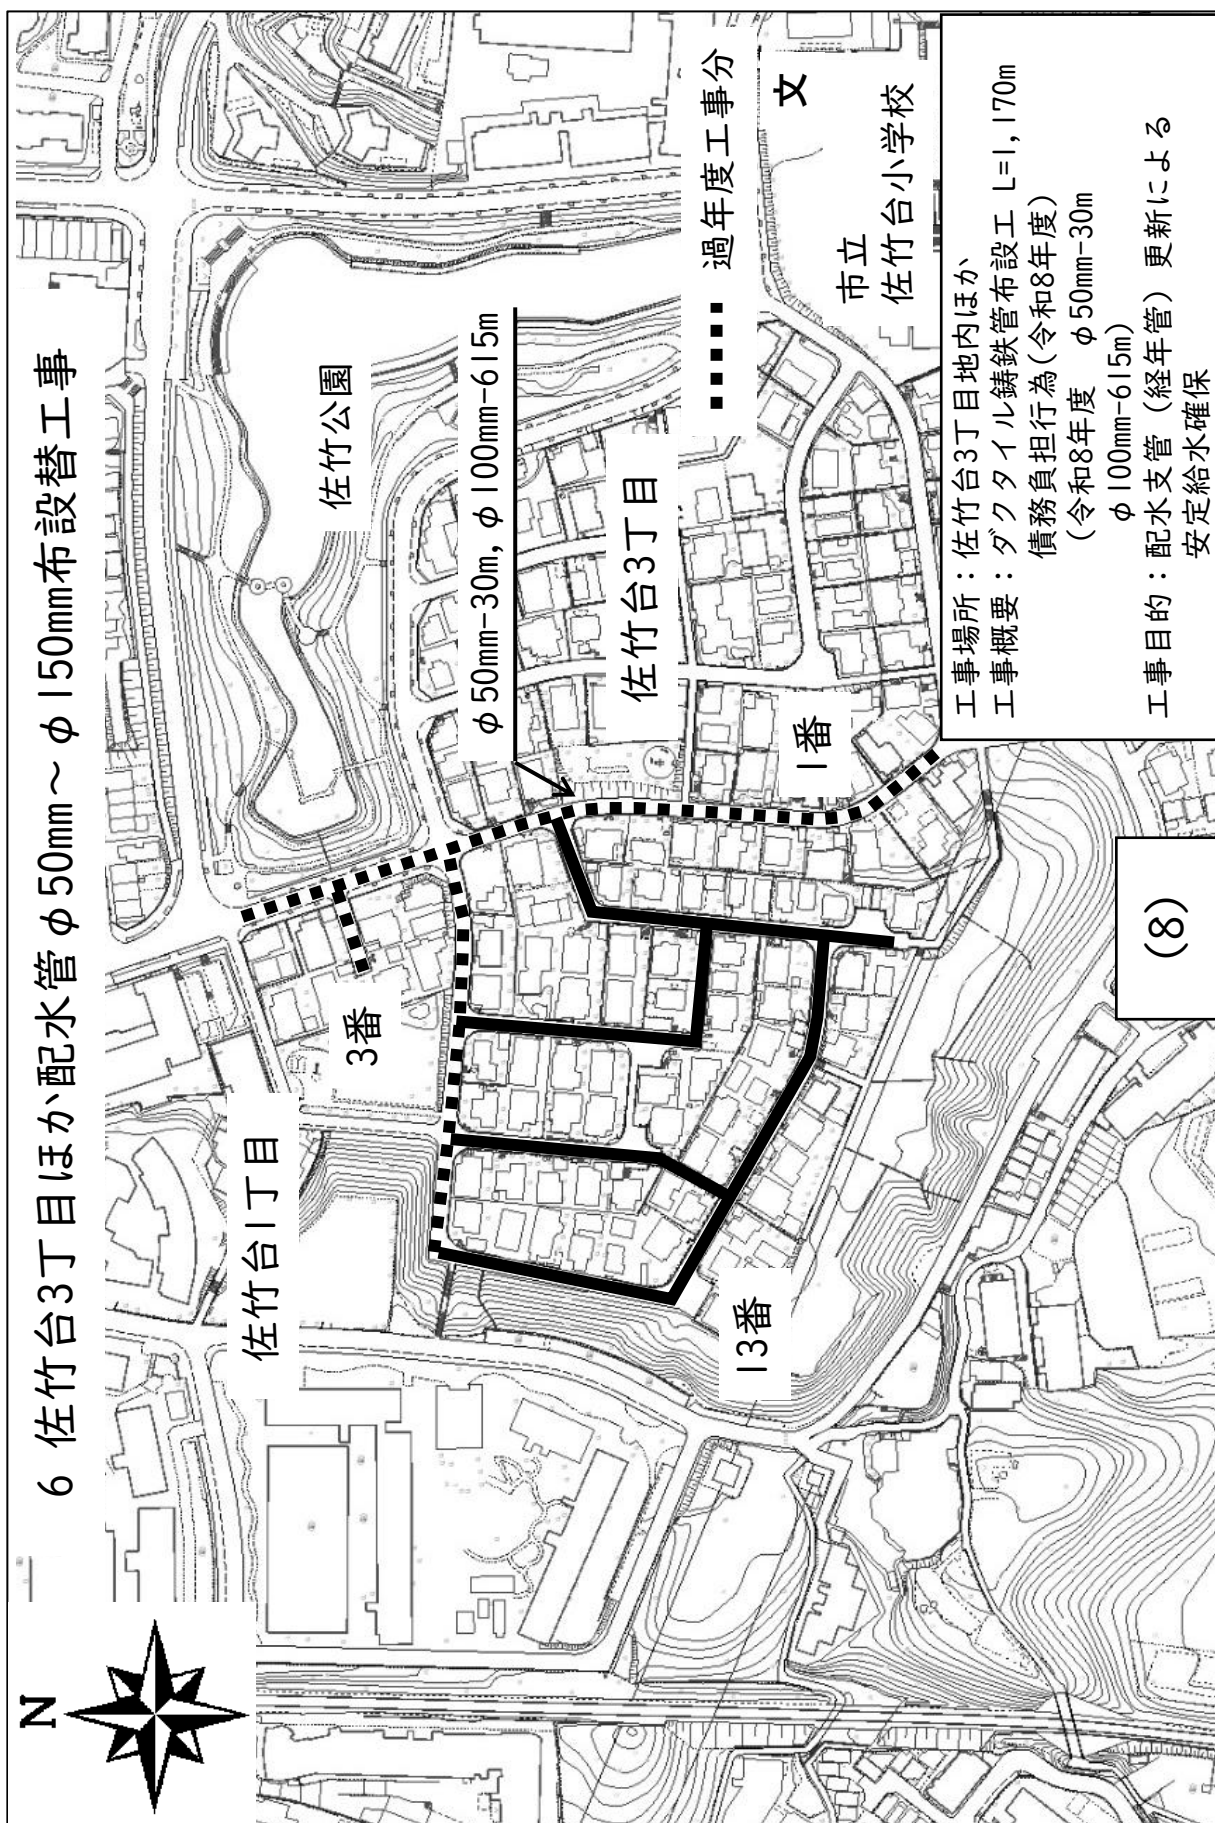 6 佐竹台3丁目ほか配水管φ50mm～φ150mm布設替工事
N
佐竹公園
φ50mm-30m, φ100mm-615m
過年度工事分
文
市立
佐竹台小学校
佐竹台3丁目
1番
3番
佐竹台1丁目
13番
工事場所：佐竹台3丁目地内ほか
工事概要：ダクタイル鋳鉄管布設工 L=1,170m
債務負担行為(令和8年度)
(令和8年度 φ50mm-30m
φ100mm-615m)
工事目的：配水支管（経年管）更新による
安定給水確保
(8)